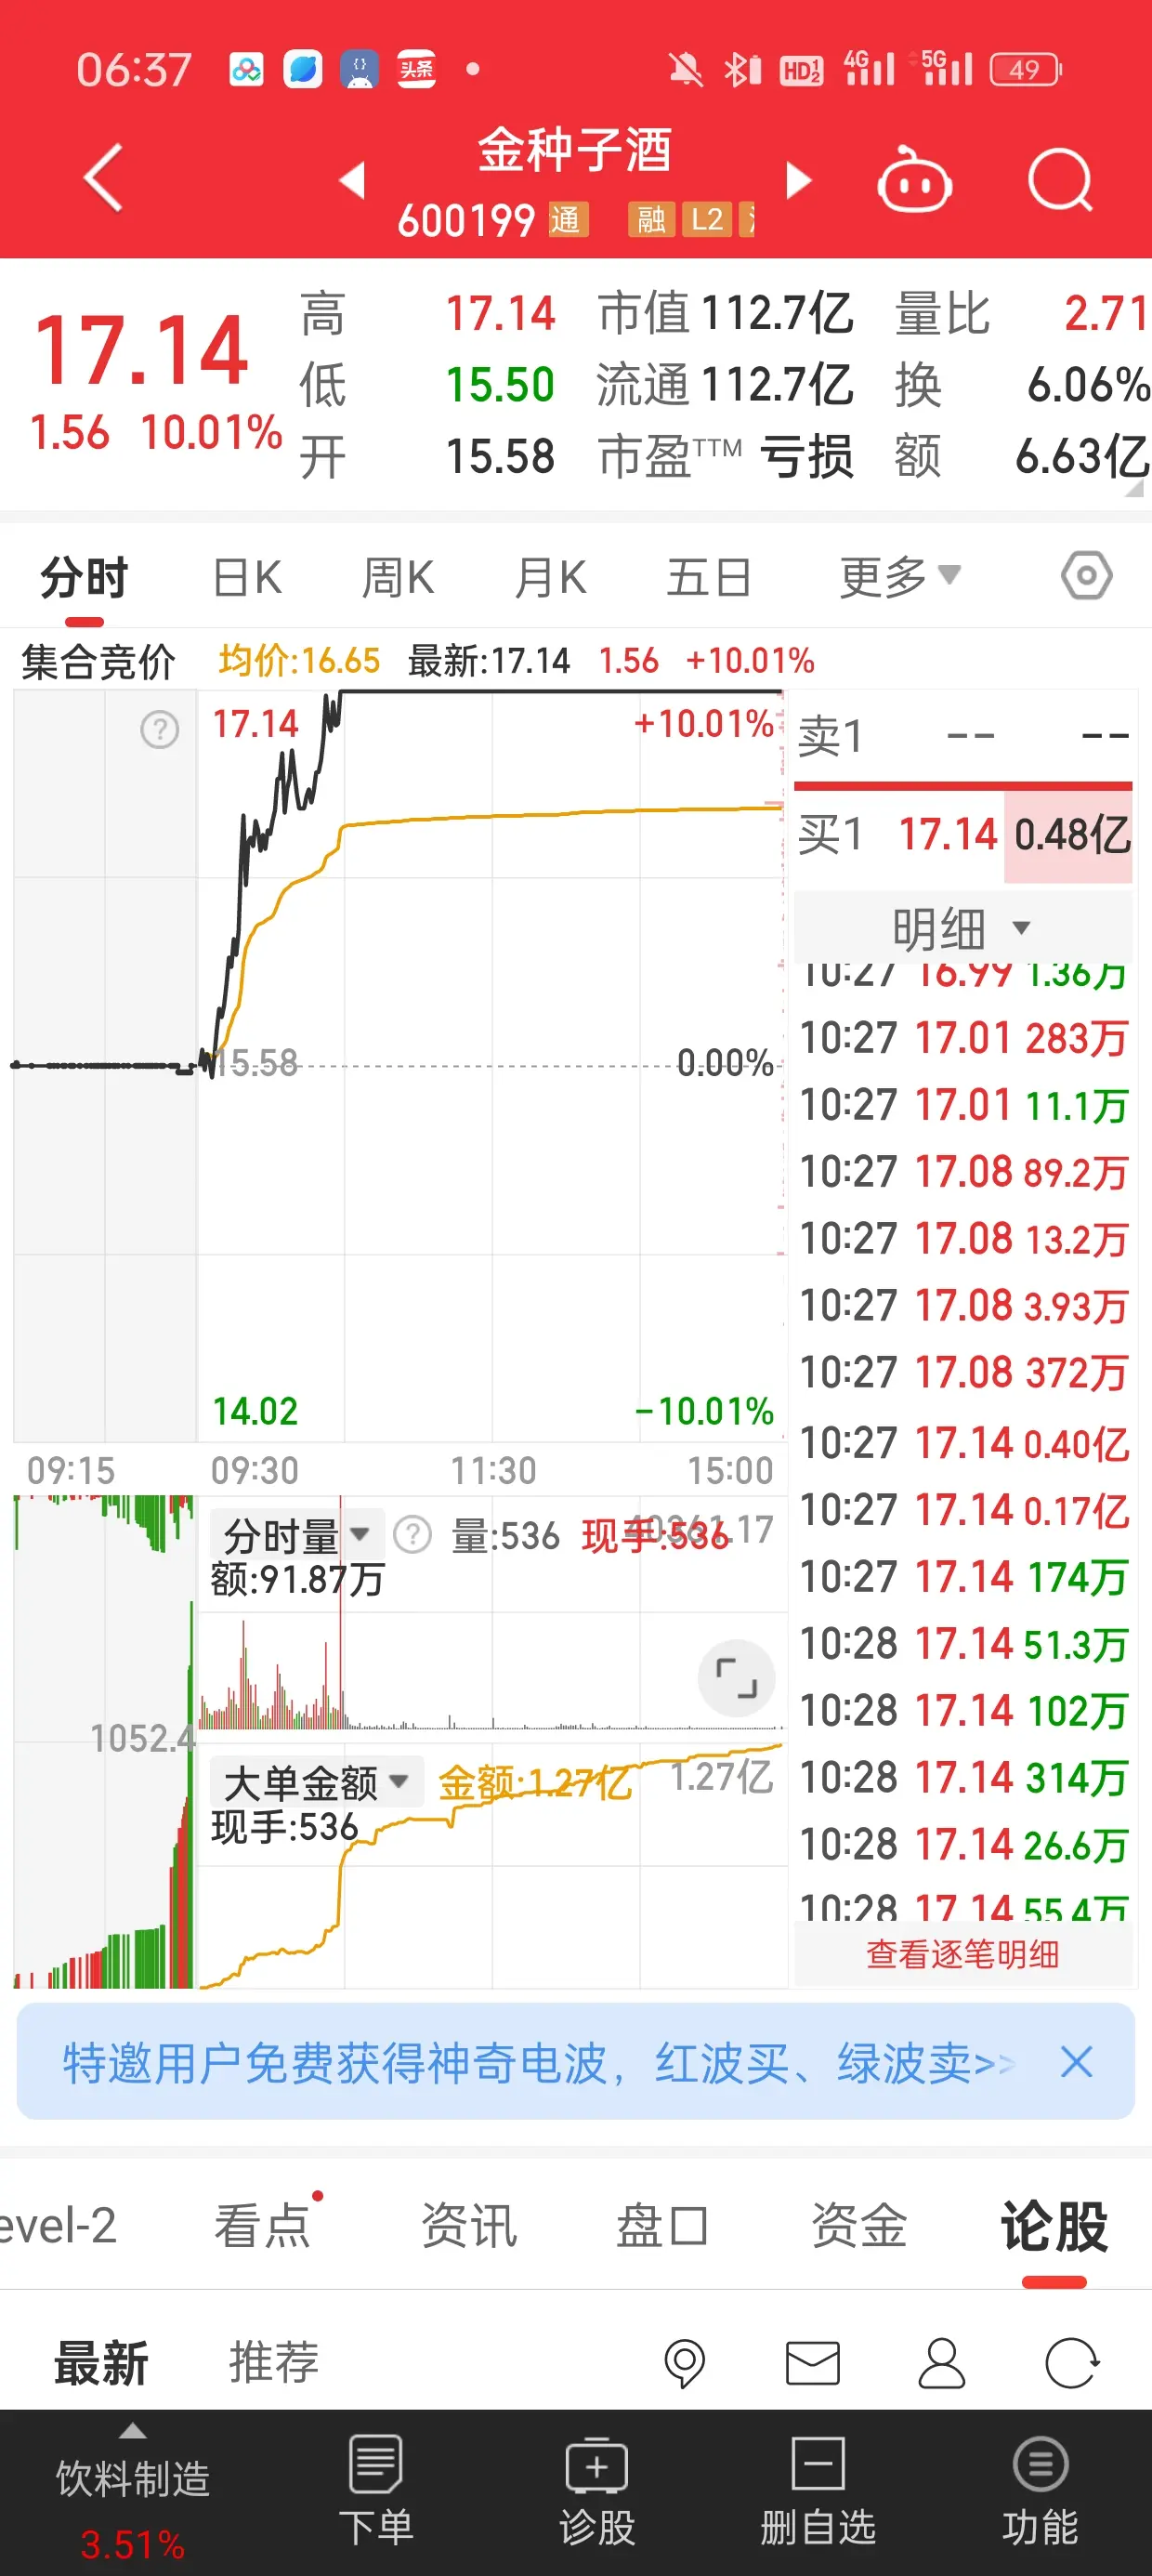 06:37 头条 HD 1 2 4G 5G 49
金种子酒
600199 通 融 L2
17.14
1.56 10.01%
高 17.14 市值 112.7亿 量比 2.71
低 15.50 流通 112.7亿 换 6.06%
开 15.58 市盈TTM 亏损 额 6.63亿
分时 日K 周K 月K 五日 更多
集合竞价 均价:16.65 最新:17.14 1.56 +10.01%
? 17.14 +10.01%
15.58 0.00%
14.02 -10.01%
09:15 09:30 11:30 15:00
卖1 -- --
买1 17.14 0.48亿
明细
10:27 16.99 1.36万
10:27 17.01 283万
10:27 17.01 11.1万
10:27 17.08 89.2万
10:27 17.08 13.2万
10:27 17.08 3.93万
10:27 17.08 372万
10:27 17.14 0.40亿
10:27 17.14 0.17亿
10:27 17.14 174万
10:28 17.14 51.3万
10:28 17.14 102万
10:28 17.14 314万
10:28 17.14 26.6万
10:28 17.14 55.4万
查看逐笔明细
分时量 ? 量:536 现手:536 40361.17
额:91.87万
1052.4
大单金额 金额:1.27亿 1.27亿
现手:536
特邀用户免费获得神奇电波，红波买、绿波卖>>
evel-2 看点 资讯 盘口 资金 论股
最新 推荐
饮料制造 下单 诊股 删自选 功能
3.51%